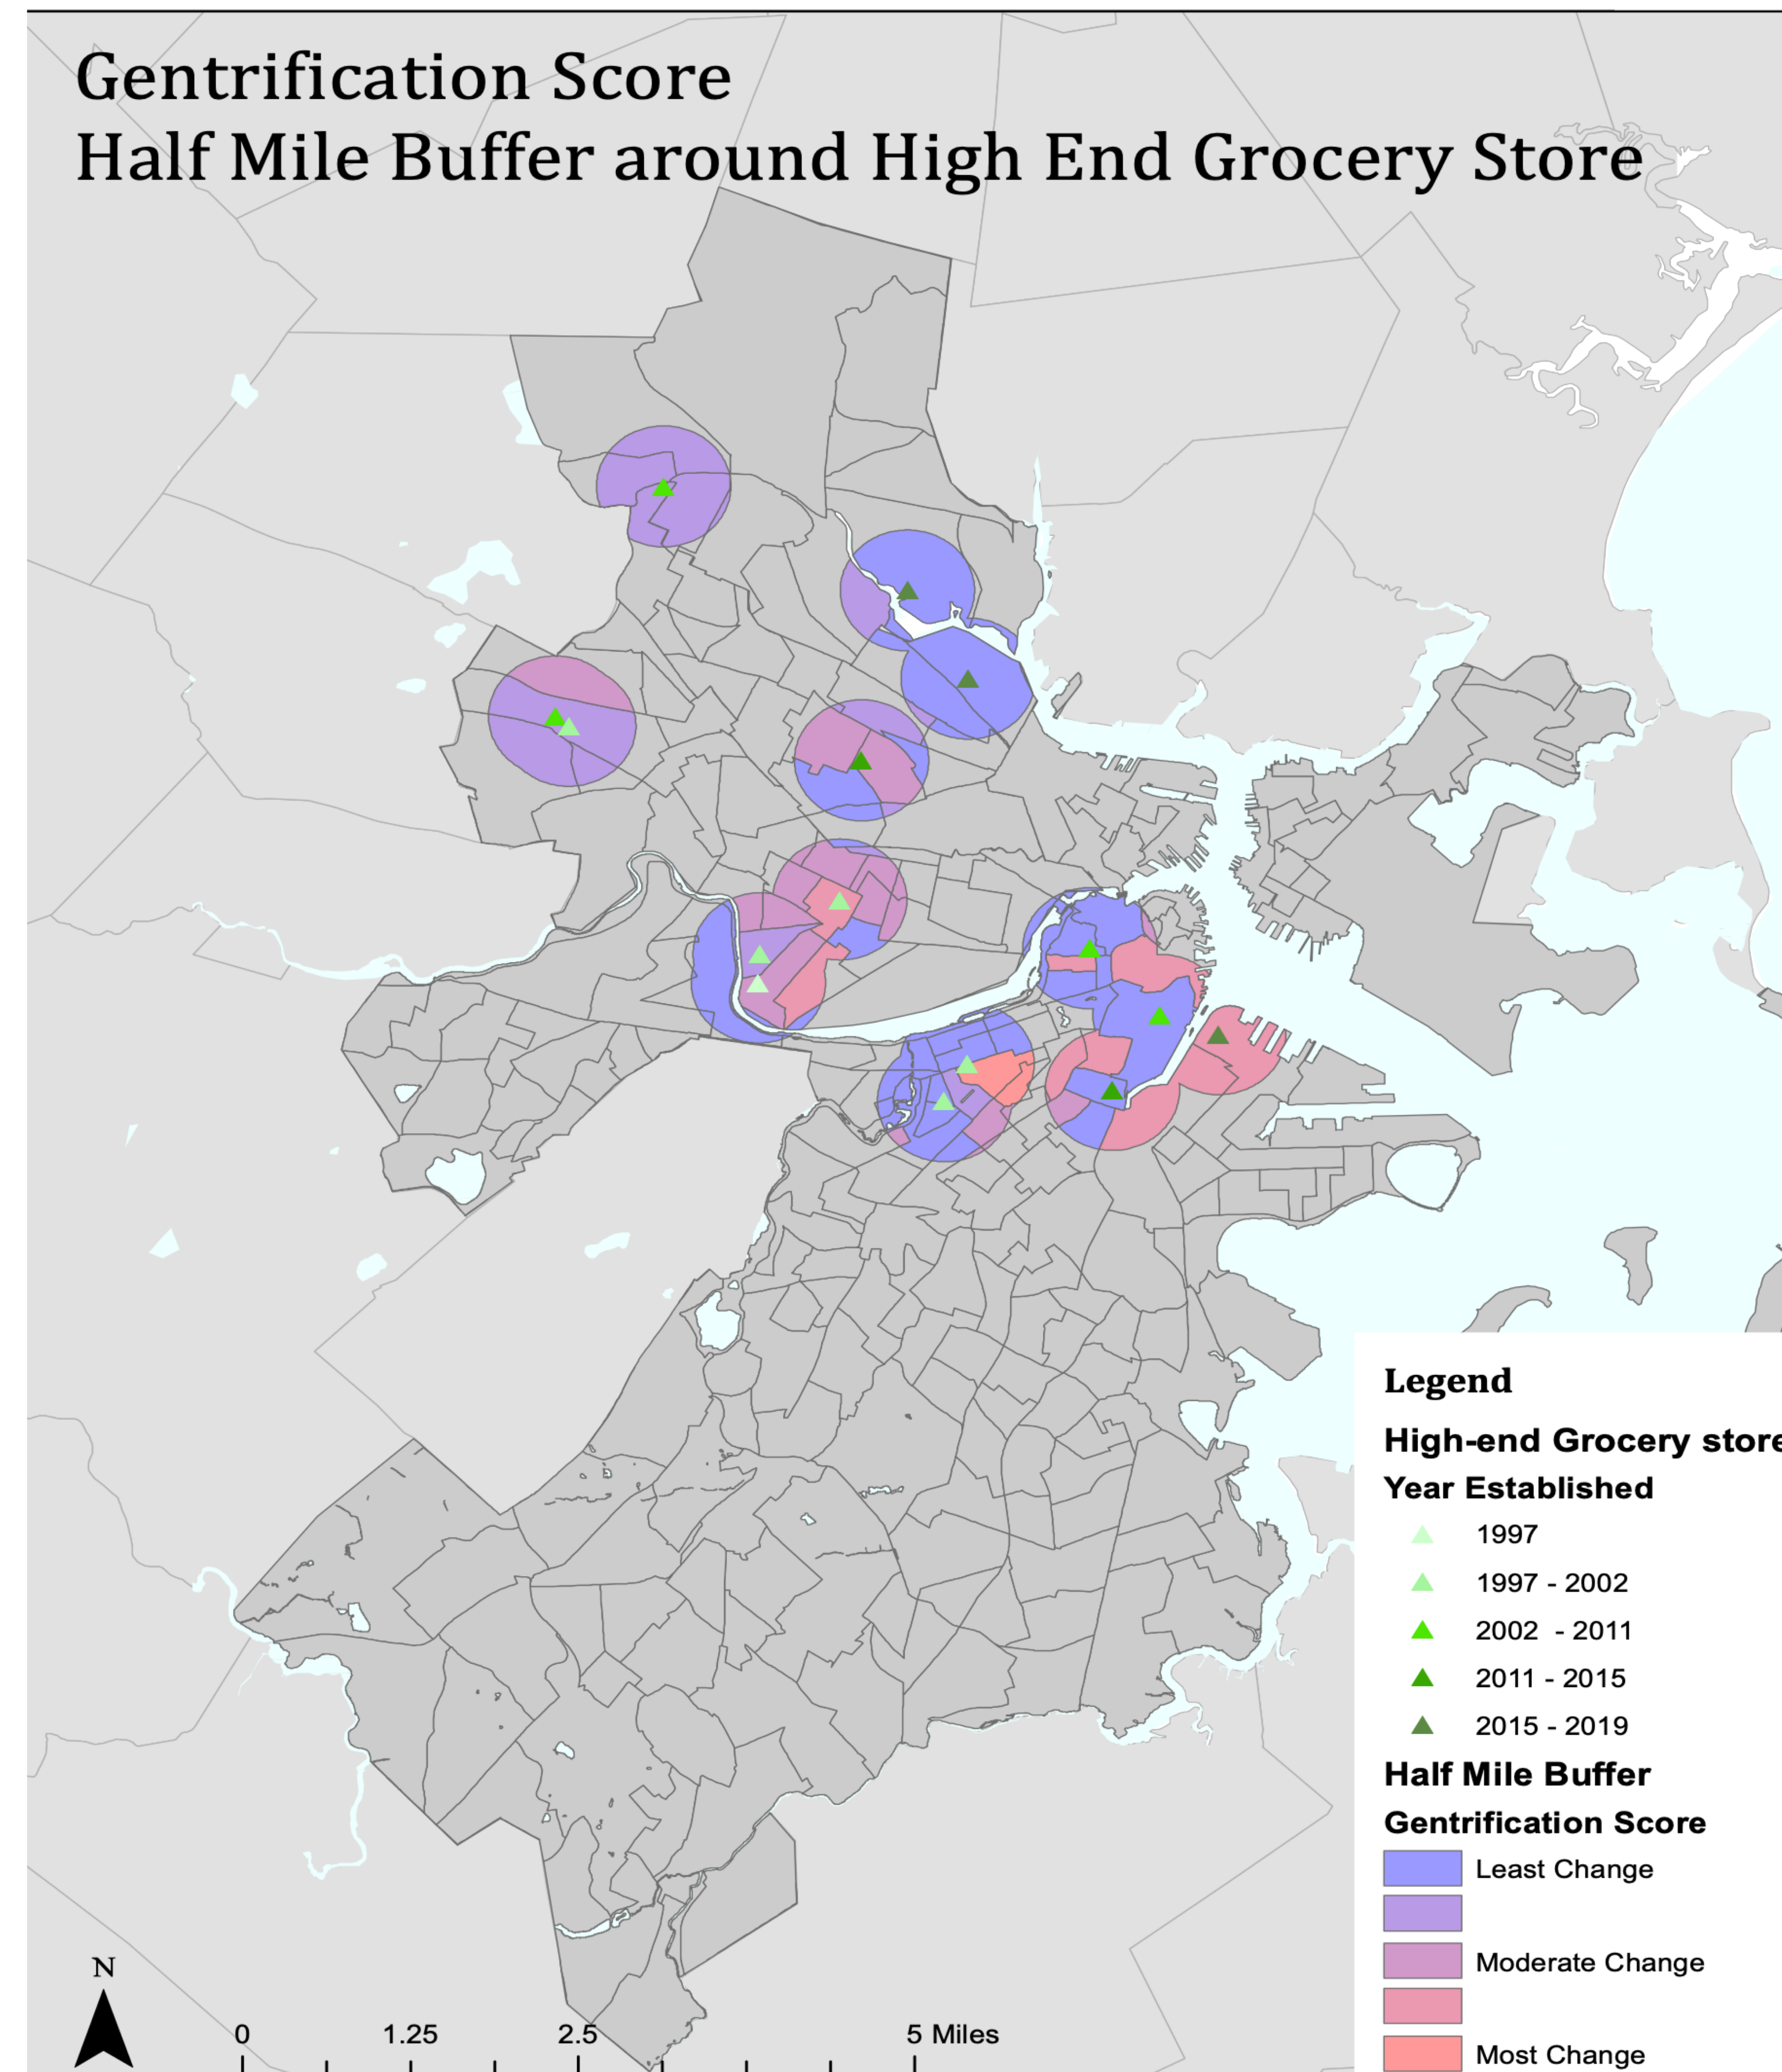 Gentrification Score
Half Mile Buffer around High End Grocery Store
Legend
High-end Grocery store
Year Established
1997
1997 - 2002
2002 - 2011
2011 - 2015
2015 - 2019
Half Mile Buffer
Gentrification Score
Least Change
Moderate Change
Most Change
N
0 1.25 2.5 5 Miles